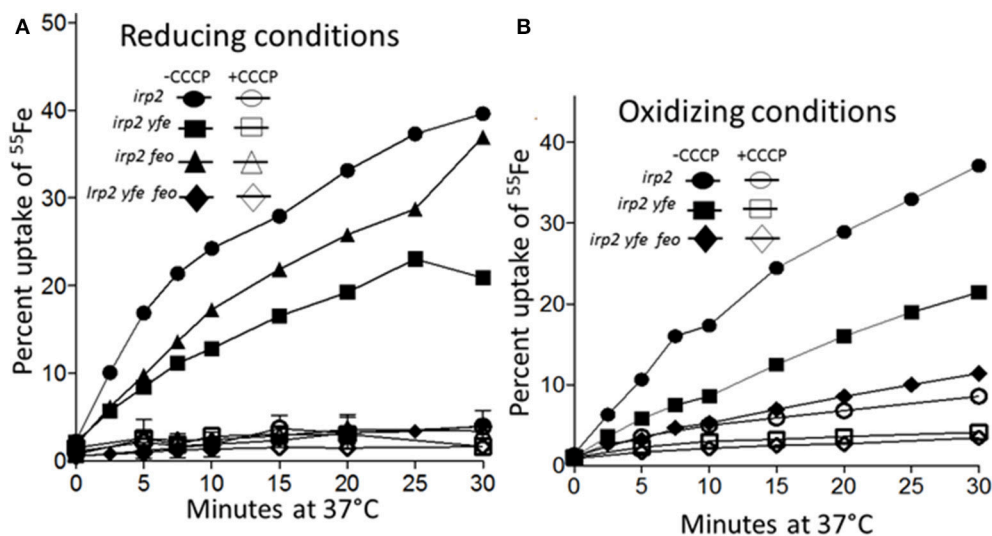 A
Reducing conditions
-CCCP +CCCP
irp2
irp2 yfe
irp2 feo
Irp2 yfe feo
Percent uptake of 55Fe
50
40
30
20
10
0
0 5 10 15 20 25 30
Minutes at 37°C
B
Oxidizing conditions
-CCCP +CCCP
irp2
irp2 yfe
irp2 yfe feo
Percent uptake of 55Fe
40
30
20
10
0
0 5 10 15 20 25 30
Minutes at 37°C